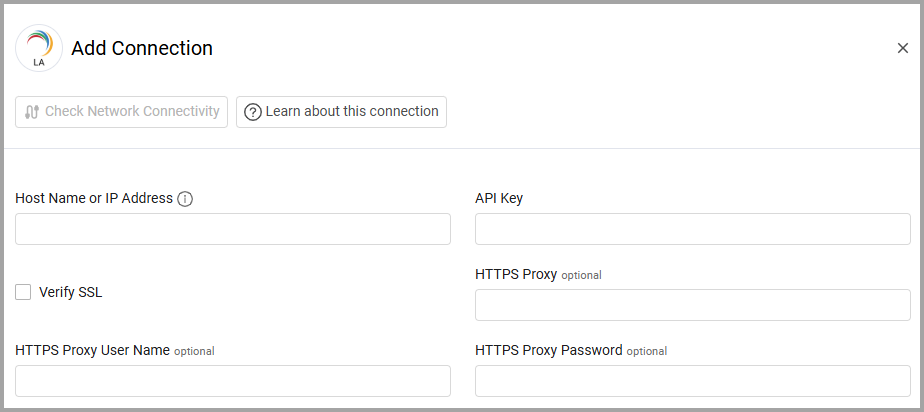 LA
Add Connection
Check Network Connectivity
Learn about this connection
Host Name or IP Address
API Key
Verify SSL
HTTPS Proxy optional
HTTPS Proxy User Name optional
HTTPS Proxy Password optional